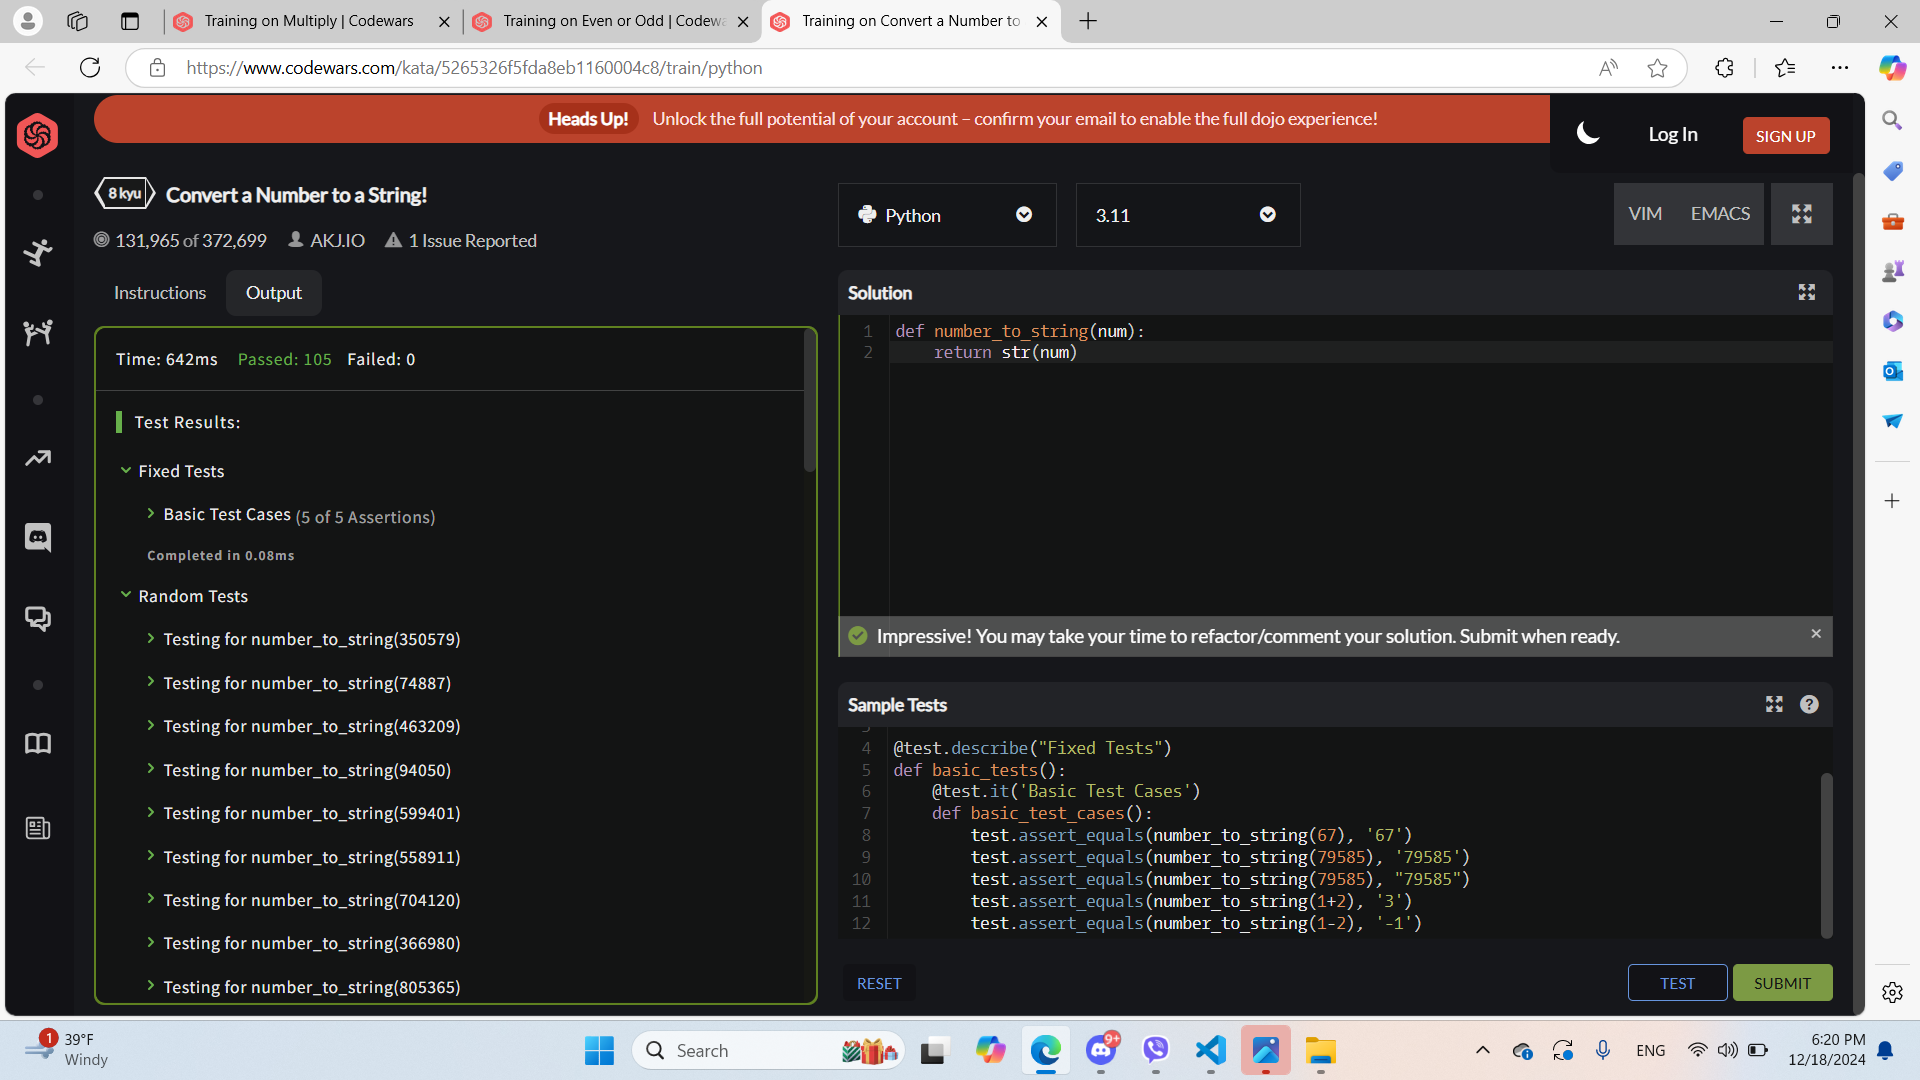 Training on Multiply | Codewars
Training on Even or Odd | Codewa
Training on Convert a Number to
https://www.codewars.com/kata/5265326f5fda8eb1160004c8/train/python
Heads Up! Unlock the full potential of your account – confirm your email to enable the full dojo experience!
Log In
SIGN UP
8 kyu Convert a Number to a String!
131,965 of 372,699 AKJ.IO 1 Issue Reported
Python
3.11
VIM EMACS
Instructions Output
Time: 642ms Passed: 105 Failed: 0
Test Results:
Fixed Tests
Basic Test Cases (5 of 5 Assertions)
Completed in 0.08ms
Random Tests
Testing for number_to_string(350579)
Testing for number_to_string(74887)
Testing for number_to_string(463209)
Testing for number_to_string(94050)
Testing for number_to_string(599401)
Testing for number_to_string(558911)
Testing for number_to_string(704120)
Testing for number_to_string(366980)
Testing for number_to_string(805365)
Solution
1 def number_to_string(num):
2 return str(num)
Impressive! You may take your time to refactor/comment your solution. Submit when ready.
Sample Tests
3
4 @test.describe("Fixed Tests")
5 def basic_tests():
6 @test.it('Basic Test Cases')
7 def basic_test_cases():
8 test.assert_equals(number_to_string(67), '67')
9 test.assert_equals(number_to_string(79585), '79585')
10 test.assert_equals(number_to_string(79585), "79585")
11 test.assert_equals(number_to_string(1+2), '3')
12 test.assert_equals(number_to_string(1-2), '-1')
RESET
TEST
SUBMIT
1
39°F
Windy
Search
9+
ENG
6:20 PM
12/18/2024